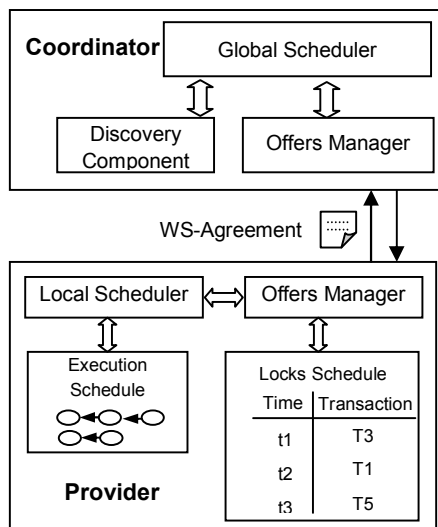 Coordinator
Global Scheduler
Discovery
Component
Offers Manager
WS-Agreement
Local Scheduler
Offers Manager
Execution
Schedule
Locks Schedule
Time Transaction
t1 T3
t2 T1
t3 T5
Provider